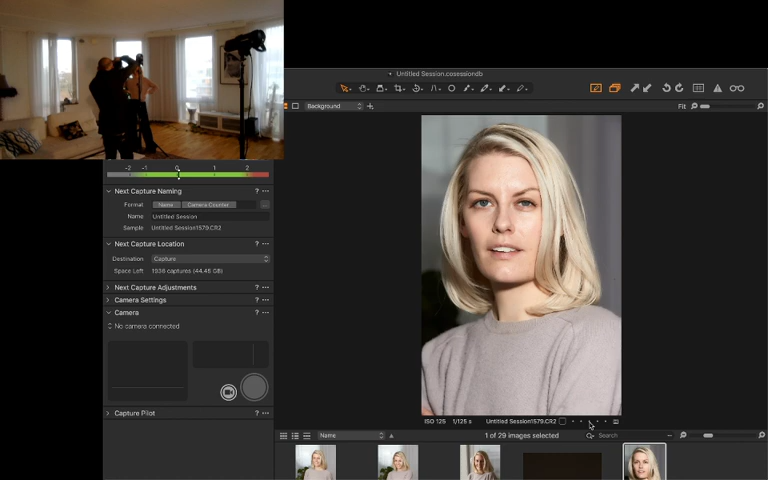 Untitled Session.cosessiondb
Background
Fit
-2 -1 0 1 2
Next Capture Naming ? ...
Format Name Camera Counter ...
Name Untitled Session
Sample Untitled Session1579.CR2
Next Capture Location ? ...
Destination Capture
Space Left 1936 captures (44.45 GB)
Next Capture Adjustments ? ...
Camera Settings ? ...
Camera ? ...
No camera connected
Capture Pilot ? ...
ISO 125 1/125 s Untitled Session1579.CR2
Name 1 of 29 images selected Search